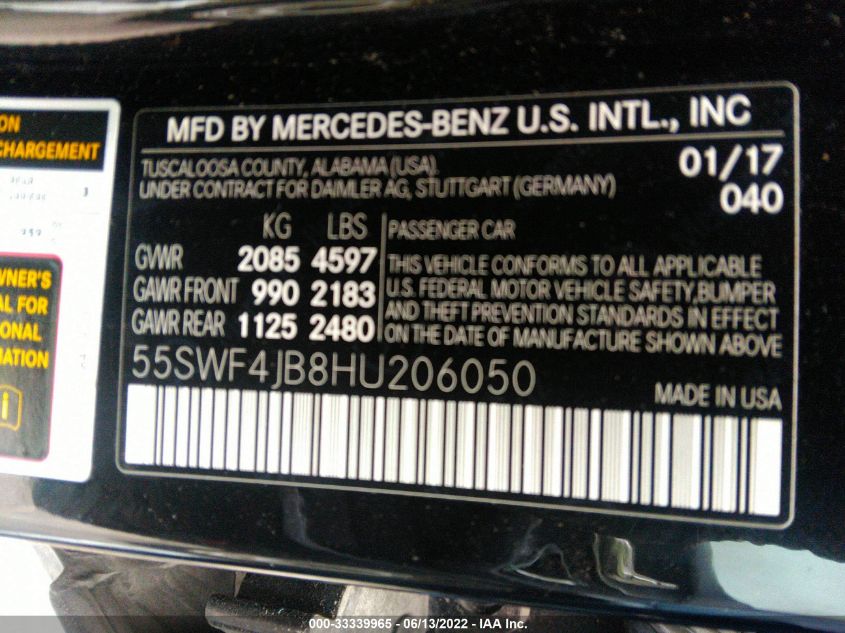 ON
CHARGEMENT
WNER'S
AL FOR
IONAL
MATION
MFD BY MERCEDES-BENZ U.S. INTL., INC
TUSCALOOSA COUNTY, ALABAMA (USA).
UNDER CONTRACT FOR DAIMLER AG, STUTTGART (GERMANY)
01/17
040
KG LBS
GVWR 2085 4597
GAWR FRONT 990 2183
GAWR REAR 1125 2480
PASSENGER CAR
THIS VEHICLE CONFORMS TO ALL APPLICABLE
U.S. FEDERAL MOTOR VEHICLE SAFETY, BUMPER
AND THEFT PREVENTION STANDARDS IN EFFECT
ON THE DATE OF MANUFACTURE SHOWN ABOVE
55SWF4JB8HU206050
MADE IN USA
000-33339965 - 06/13/2022 - IAA Inc.